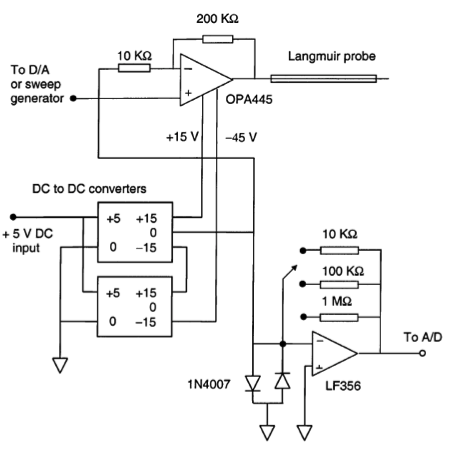 200 KΩ
10 KΩ
Langmuir probe
To D/A
or sweep
generator
−
+
OPA445
+15 V
−45 V
DC to DC converters
+ 5 V DC
input
+5 +15
0
0 −15
+5 +15
0
0 −15
10 KΩ
100 KΩ
1 MΩ
To A/D
−
+
1N4007
LF356